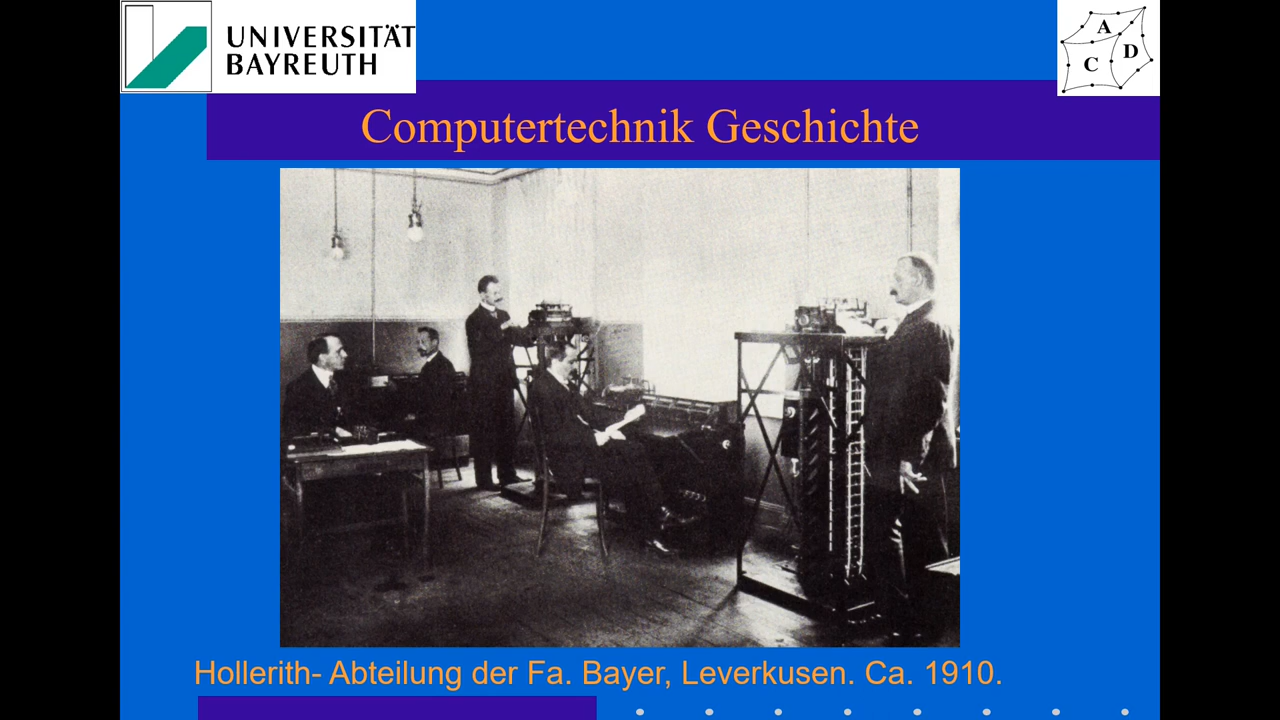 UNIVERSITÄT
BAYREUTH
A
D
C
Computertechnik Geschichte
Hollerith- Abteilung der Fa. Bayer, Leverkusen. Ca. 1910.